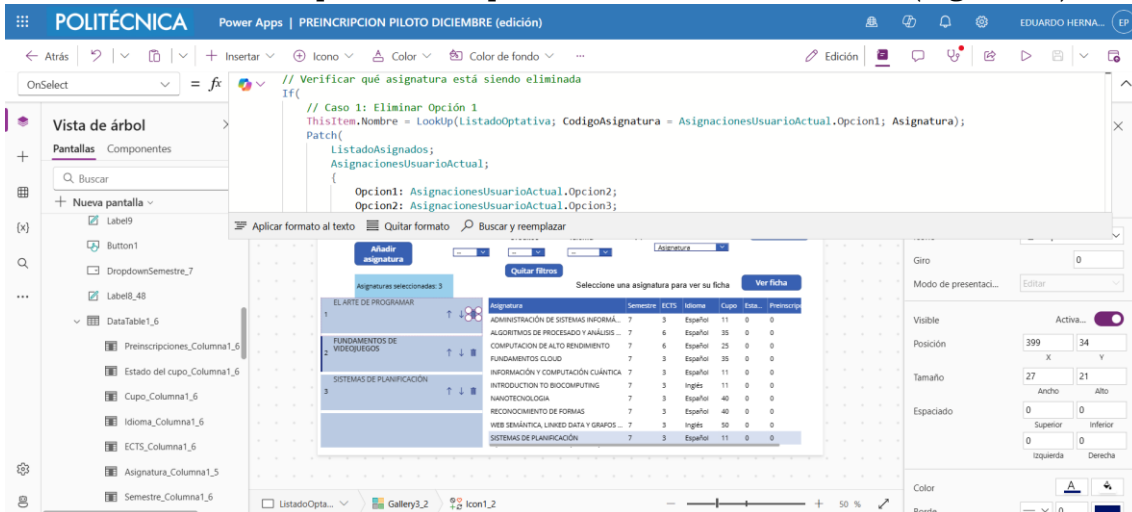 POLITÉCNICA Power Apps | PREINCRIPCION PILOTO DICIEMBRE (edición) EDUARDO HERNA... EP
Atrás Insertar Icono Color Color de fondo ... Edición
OnSelect = fx
// Verificar qué asignatura está siendo eliminada
If(
// Caso 1: Eliminar Opción 1
ThisItem.Nombre = LookUp(ListadoOptativa; CodigoAsignatura = AsignacionesUsuarioActual.Opcion1; Asignatura);
Patch(
ListadoAsignados;
AsignacionesUsuarioActual;
{
Opcion1: AsignacionesUsuarioActual.Opcion2;
Opcion2: AsignacionesUsuarioActual.Opcion3;
Aplicar formato al texto Quitar formato Buscar y reemplazar
Vista de árbol
Pantallas Componentes
Buscar
Nueva pantalla
Label9
Button1
DropdownSemestre_7
Label8_48
DataTable1_6
Preinscripciones_Columna1_6
Estado del cupo_Columna1_6
Cupo_Columna1_6
Idioma_Columna1_6
ECTS_Columna1_6
Asignatura_Columna1_5
Semestre_Columna1_6
Añadir
asignatura
Asignatura
Quitar filtros
Asignaturas seleccionadas: 3
Seleccione una asignatura para ver su ficha
Ver ficha
EL ARTE DE PROGRAMAR
1
FUNDAMENTOS DE
VIDEOJUEGOS
2
SISTEMAS DE PLANIFICACIÓN
3
Asignatura Semestre ECTS Idioma Cupo Esta... Preinscripc
ADMINISTRACIÓN DE SISTEMAS INFORMÁ... 7 3 Español 11 0 0
ALGORITMOS DE PROCESADO Y ANÁLISIS ... 7 6 Español 35 0 0
COMPUTACION DE ALTO RENDIMIENTO 7 6 Español 25 0 0
FUNDAMENTOS CLOUD 7 3 Español 35 0 0
INFORMACIÓN Y COMPUTACIÓN CUÁNTICA 7 3 Español 11 0 0
INTRODUCTION TO BIOCOMPUTING 7 3 Inglés 11 0 0
NANOTECNOLOGIA 7 3 Español 40 0 0
RECONOCIMIENTO DE FORMAS 7 3 Español 40 0 0
WEB SEMÁNTICA, LINKED DATA Y GRAFOS ... 7 3 Inglés 50 0 0
SISTEMAS DE PLANIFICACIÓN 7 3 Español 11 0 0
ListadoOpta... Gallery3_2 Icon1_2
50 %
Giro 0
Modo de presentaci... Editar
Visible Activa...
Posición 399 34
X Y
Tamaño 27 21
Ancho Alto
Espaciado 0 0
Superior Inferior
0 0
Izquierda Derecha
Color A
Borde 0